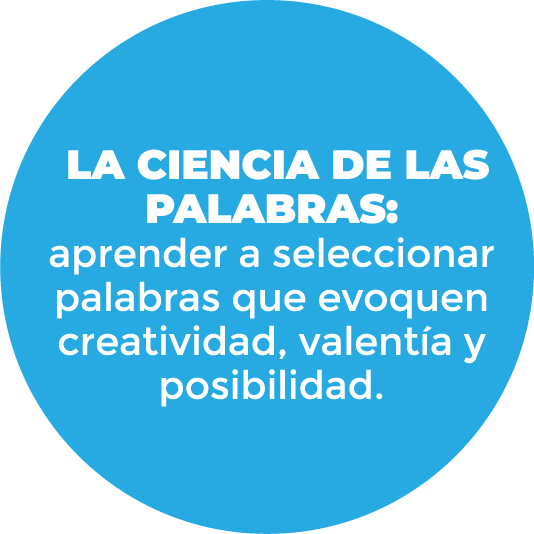 LA CIENCIA DE LAS
PALABRAS:
aprender a seleccionar
palabras que evoquen
creatividad, valentía y
posibilidad.